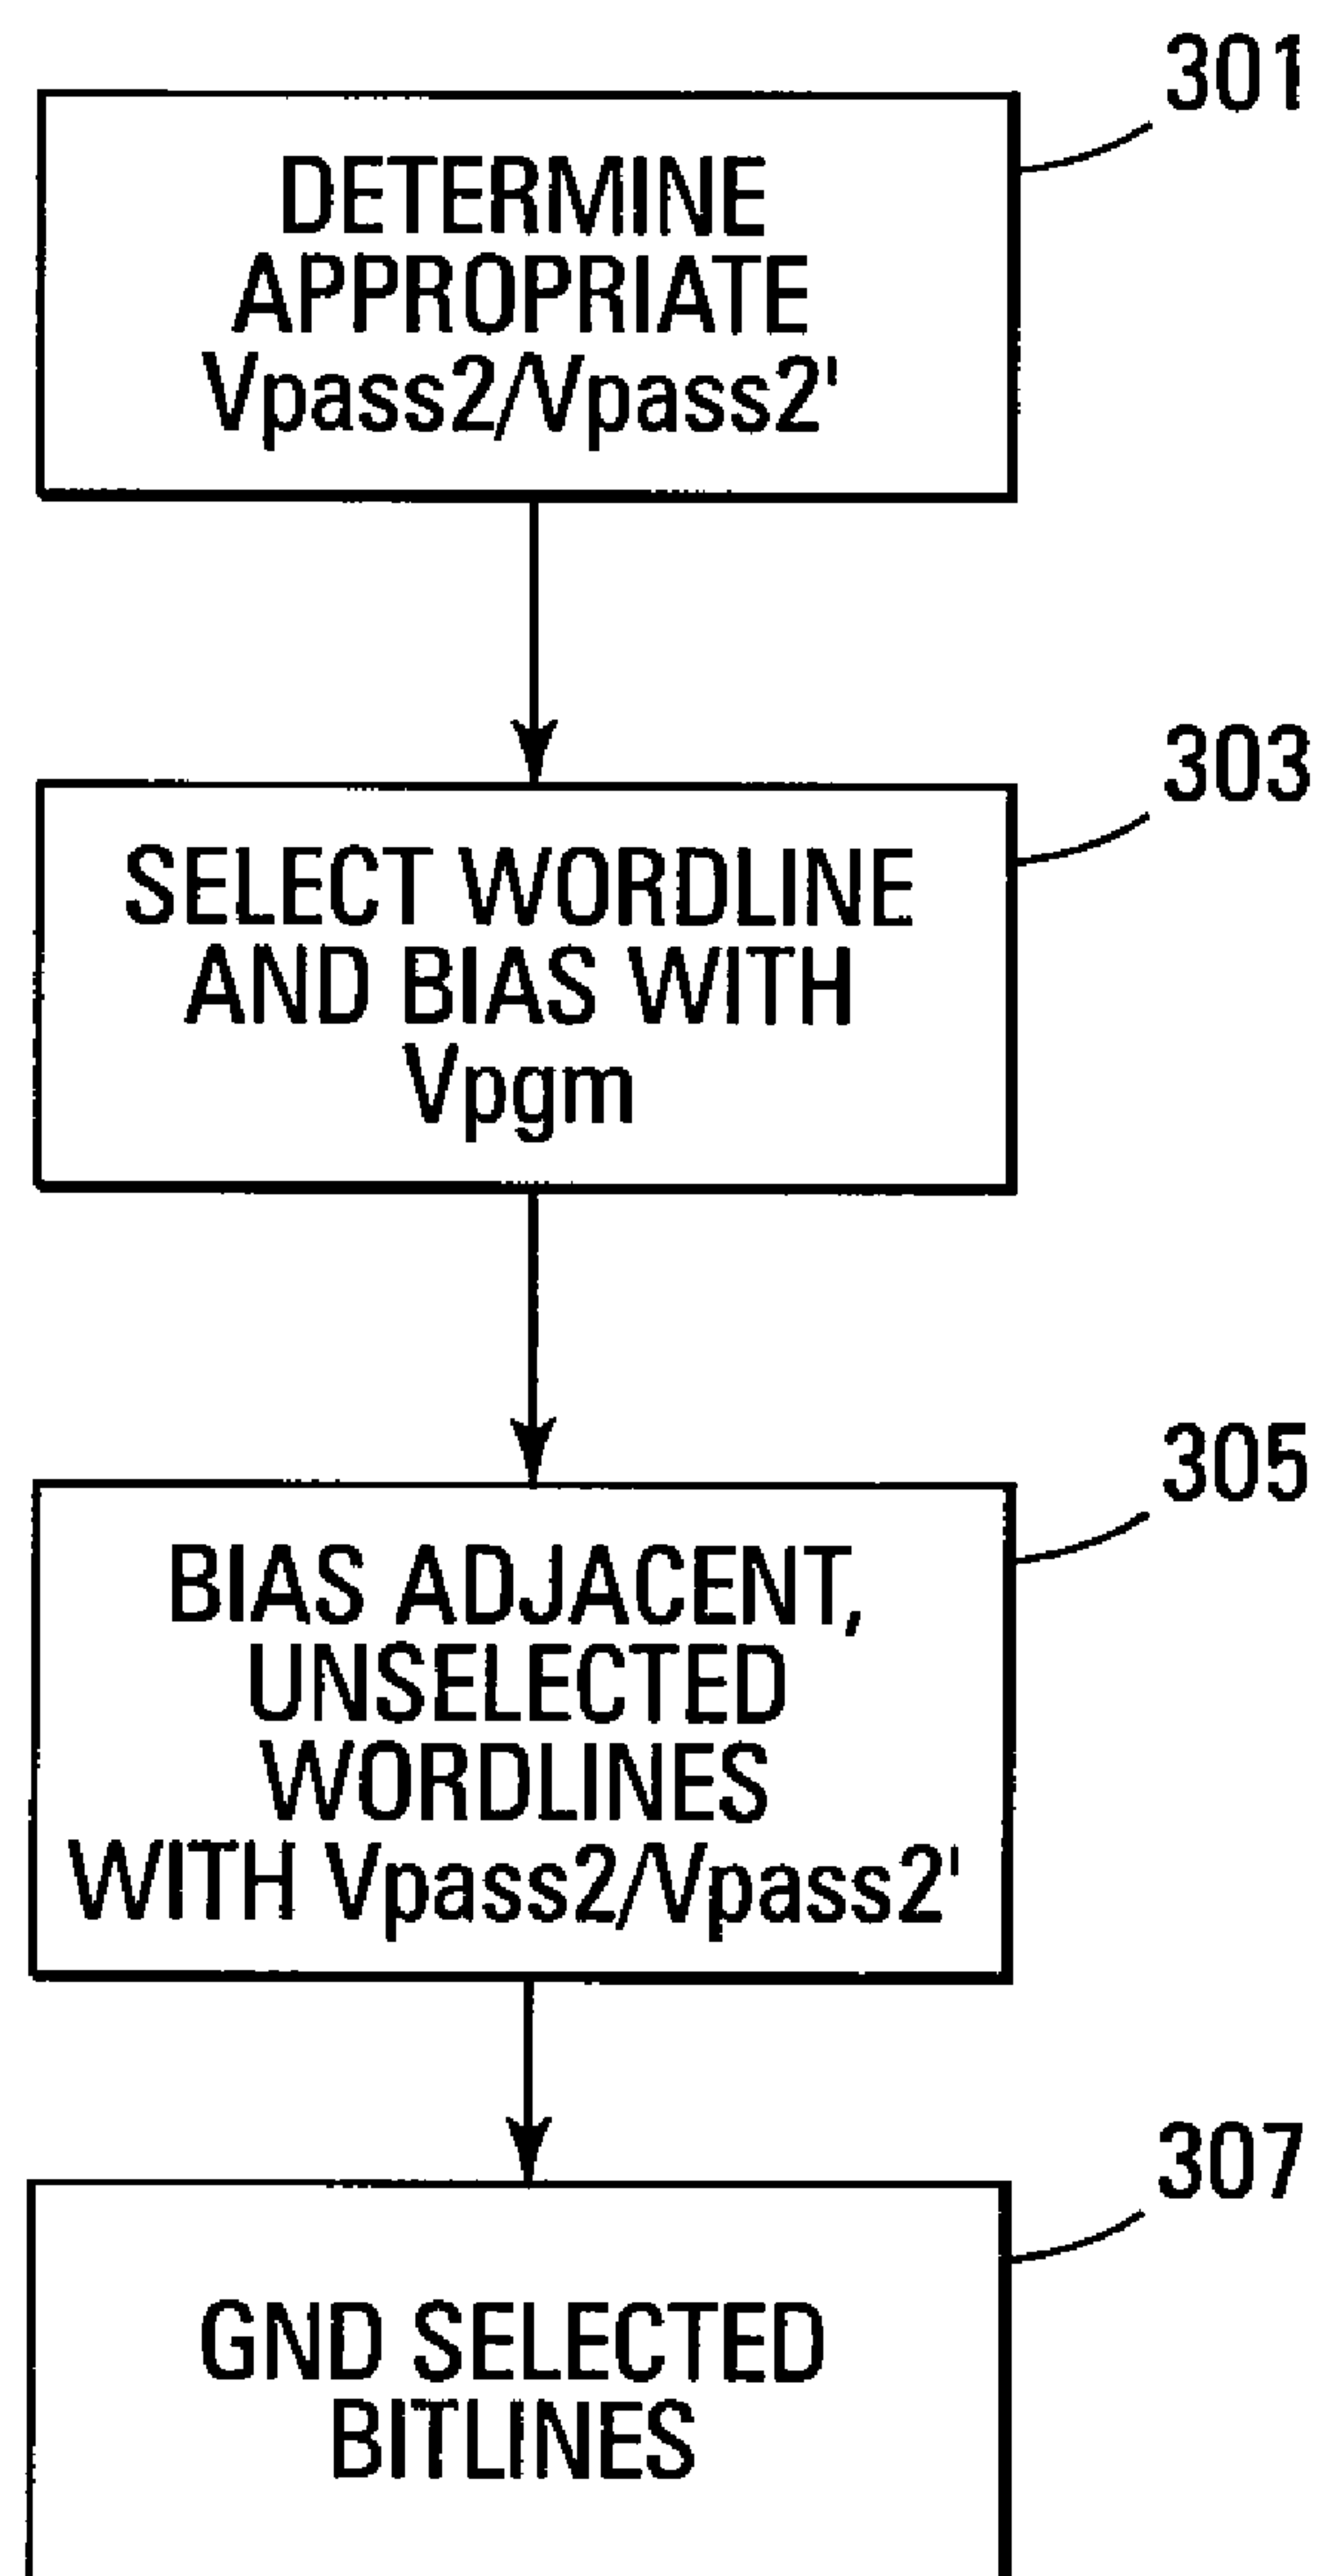 301
DETERMINE
APPROPRIATE
Vpass2/Vpass2'
303
SELECT WORDLINE
AND BIAS WITH
Vpgm
305
BIAS ADJACENT,
UNSELECTED
WORDLINES
WITH Vpass2/Vpass2'
307
GND SELECTED
BITLINES